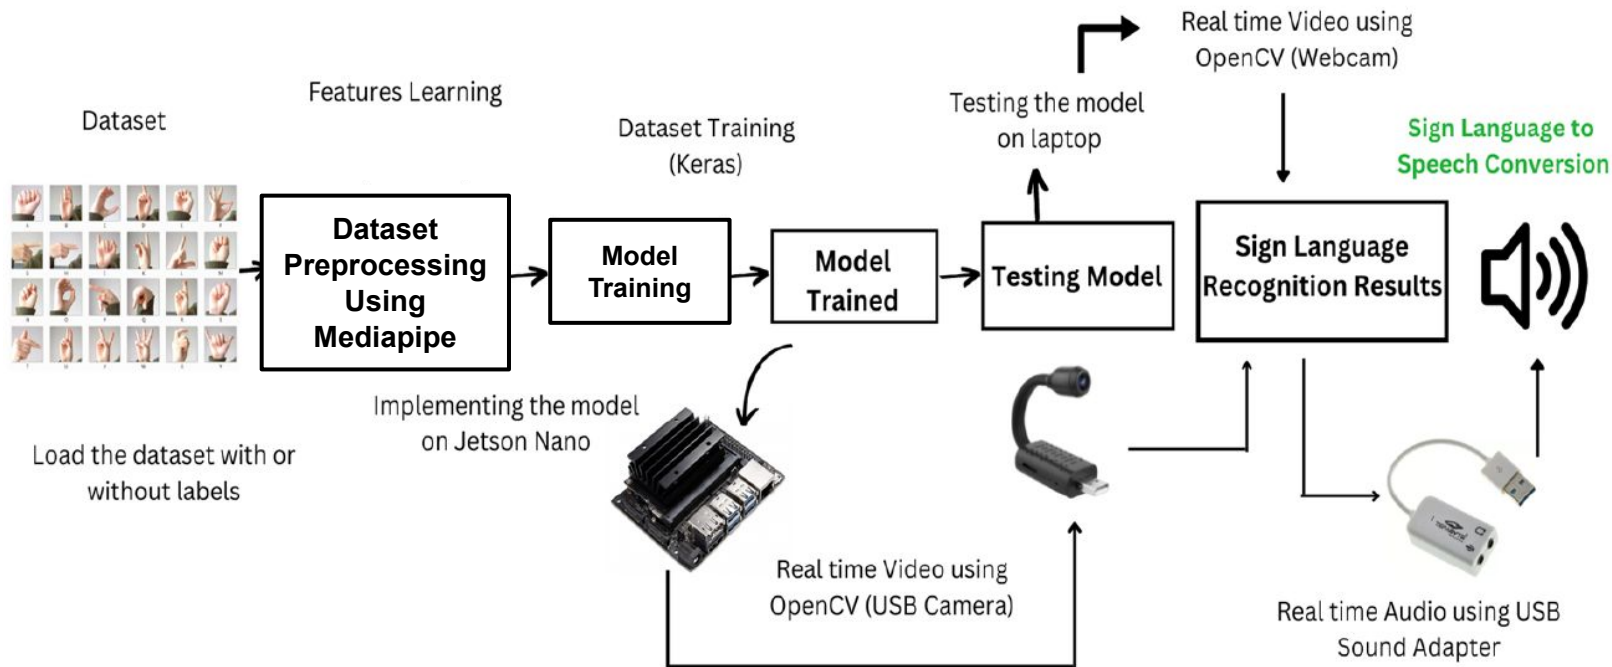 Real time Video using
OpenCV (Webcam)
Features Learning
Testing the model
on laptop
Dataset
Dataset Training
(Keras)
Sign Language to
Speech Conversion
Dataset
Preprocessing
Using
Mediapipe
Model
Training
Model
Trained
Testing Model
Sign Language
Recognition Results
Implementing the model
on Jetson Nano
Load the dataset with or
without labels
Real time Video using
OpenCV (USB Camera)
Real time Audio using USB
Sound Adapter